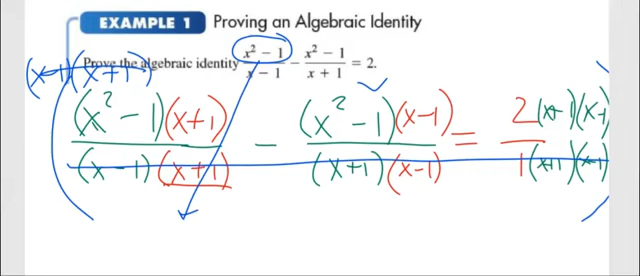 EXAMPLE 1 Proving an Algebraic Identity
Prove the algebraic identity (x² − 1)/(x − 1) − (x² − 1)/(x + 1) = 2.
(x−1)(x+1)
(x² − 1)(x+1)/(x − 1)(x+1) − (x² − 1)(x−1)/(x+1)(x−1) = 2(x−1)(x+/1(x+1)(x−1)